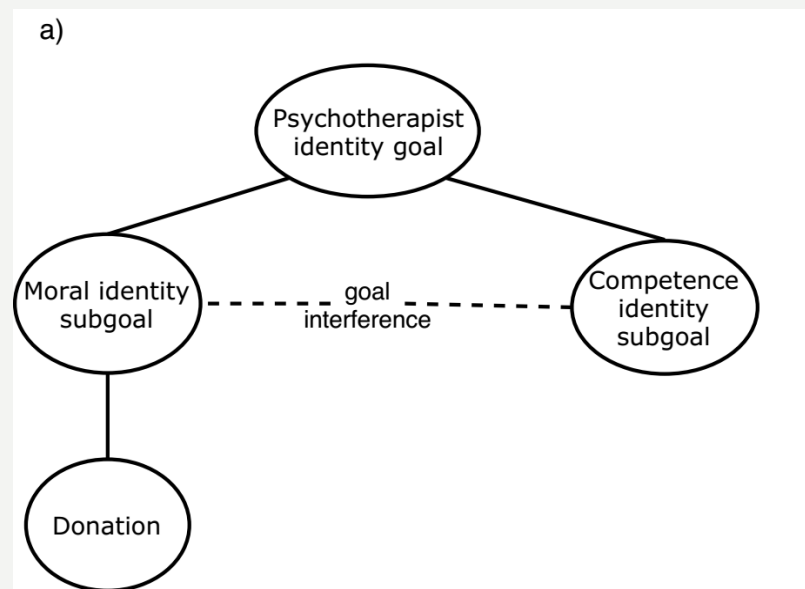 a)
Psychotherapist
identity goal
Moral identity
subgoal
goal
interference
Competence
identity
subgoal
Donation